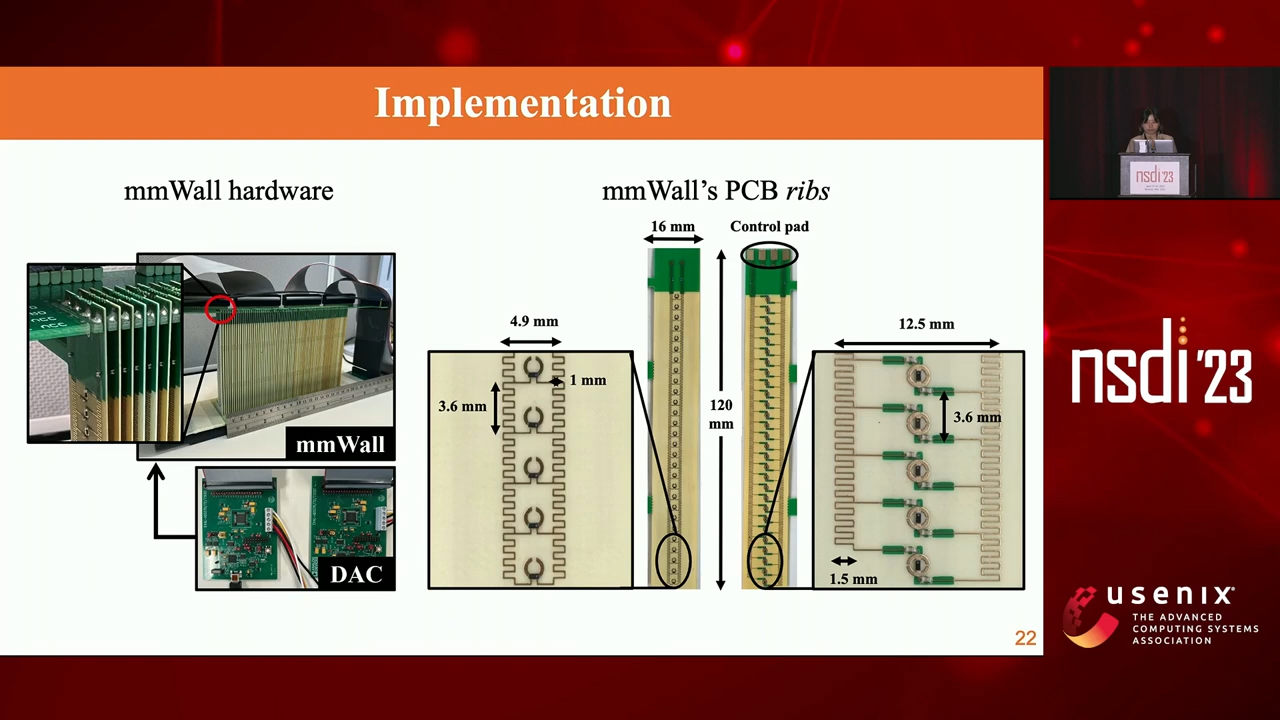 Implementation
mmWall hardware
mmWall
DAC
mmWall's PCB ribs
16 mm
Control pad
4.9 mm
1 mm
3.6 mm
120
mm
12.5 mm
3.6 mm
1.5 mm
22
nsdi '23
nsdi '23
usenix
THE ADVANCED
COMPUTING SYSTEMS
ASSOCIATION